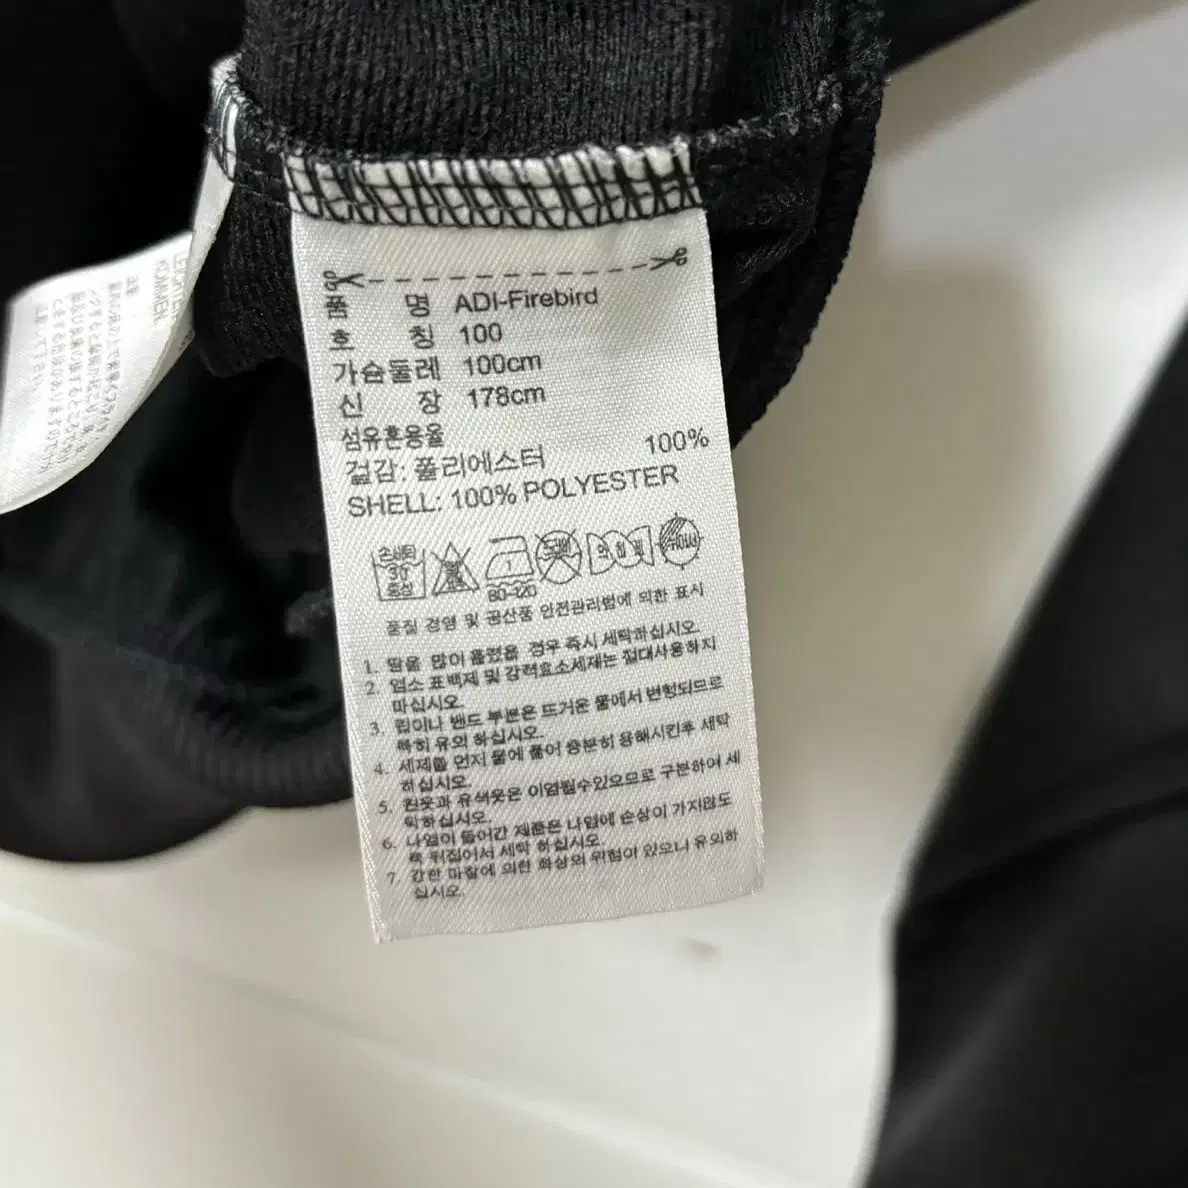 품 명 ADI-Firebird
호 칭 100
가슴둘레 100cm
신 장 178cm
섬유혼용율
겉감: 폴리에스터 100%
SHELL: 100% POLYESTER
손세탁
30
중성
80-120
품질 경영 및 공산품 안전관리법에 의한 표시
1. 땀을 많이 흘렸을 경우 즉시 세탁하십시오.
2. 염소 표백제 및 강력효소세제는 절대사용하지
마십시오.
3. 립이나 밴드 부분은 뜨거운 물에서 변형되므로
특히 유의 하십시오.
4. 세제를 먼저 물에 풀어 충분히 용해시킨후 세탁
하십시오.
5. 흰옷과 유색옷은 이염될수있으므로 구분하여 세
탁하십시오.
6. 나염이 들어간 제품은 나염에 손상이 가지않도
록 뒤집어서 세탁 하십시오.
7. 강한 마찰에 의한 화상의 위험이 있으니 유의하
십시오.